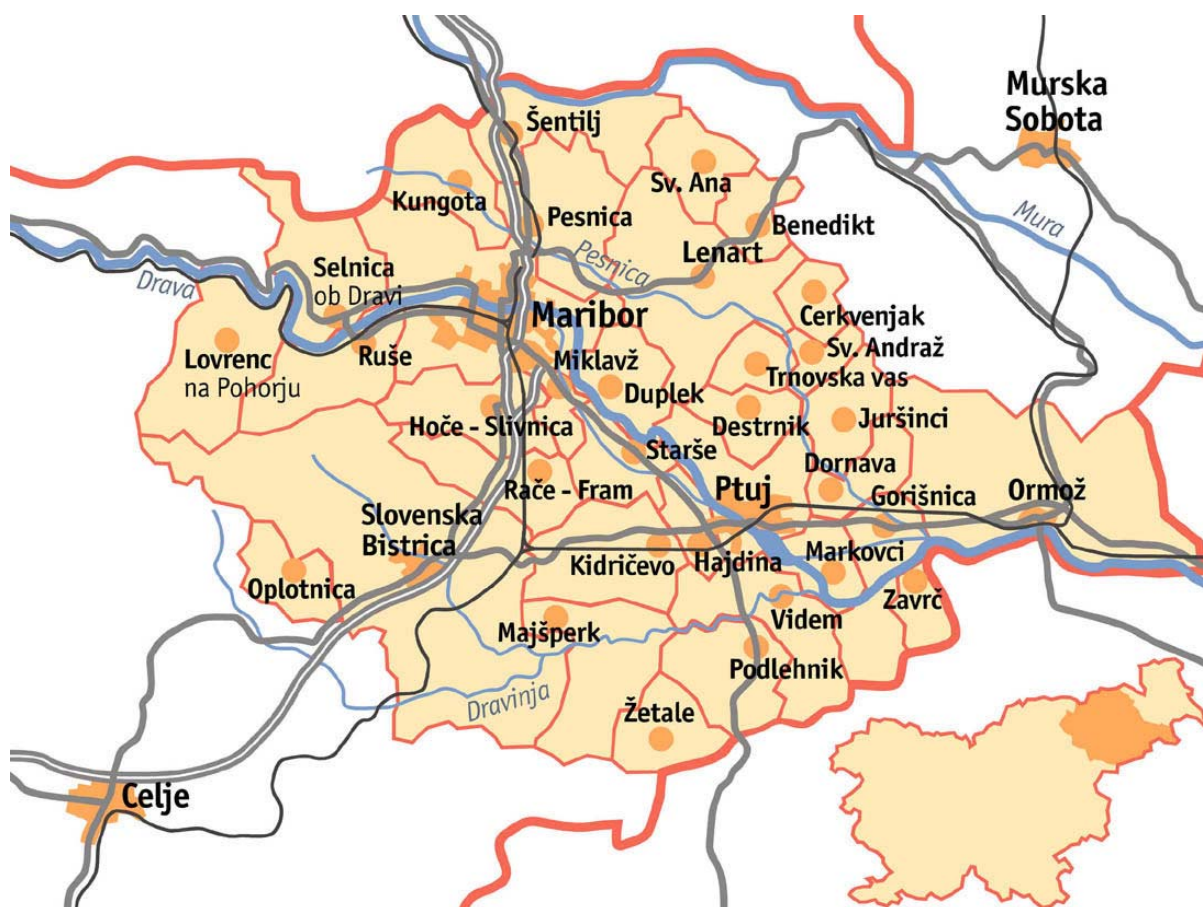 Murska
Sobota
Šentilj
Sv. Ana
Kungota
Pesnica
Benedikt
Mura
Lenart
Pesnica
Selnica
ob Dravi
Drava
Maribor
Cerkvenjak
Sv. Andraž
Lovrenc
na Pohorju
Ruše
Miklavž
Trnovska vas
Duplek
Hoče - Slivnica
Destrnik
Juršinci
Starše
Dornava
Rače - Fram
Ptuj
Gorišnica
Ormož
Slovenska
Bistrica
Kidričevo
Hajdina
Markovci
Oplotnica
Zavrč
Videm
Majšperk
Podlehnik
Dravinja
Žetale
Celje